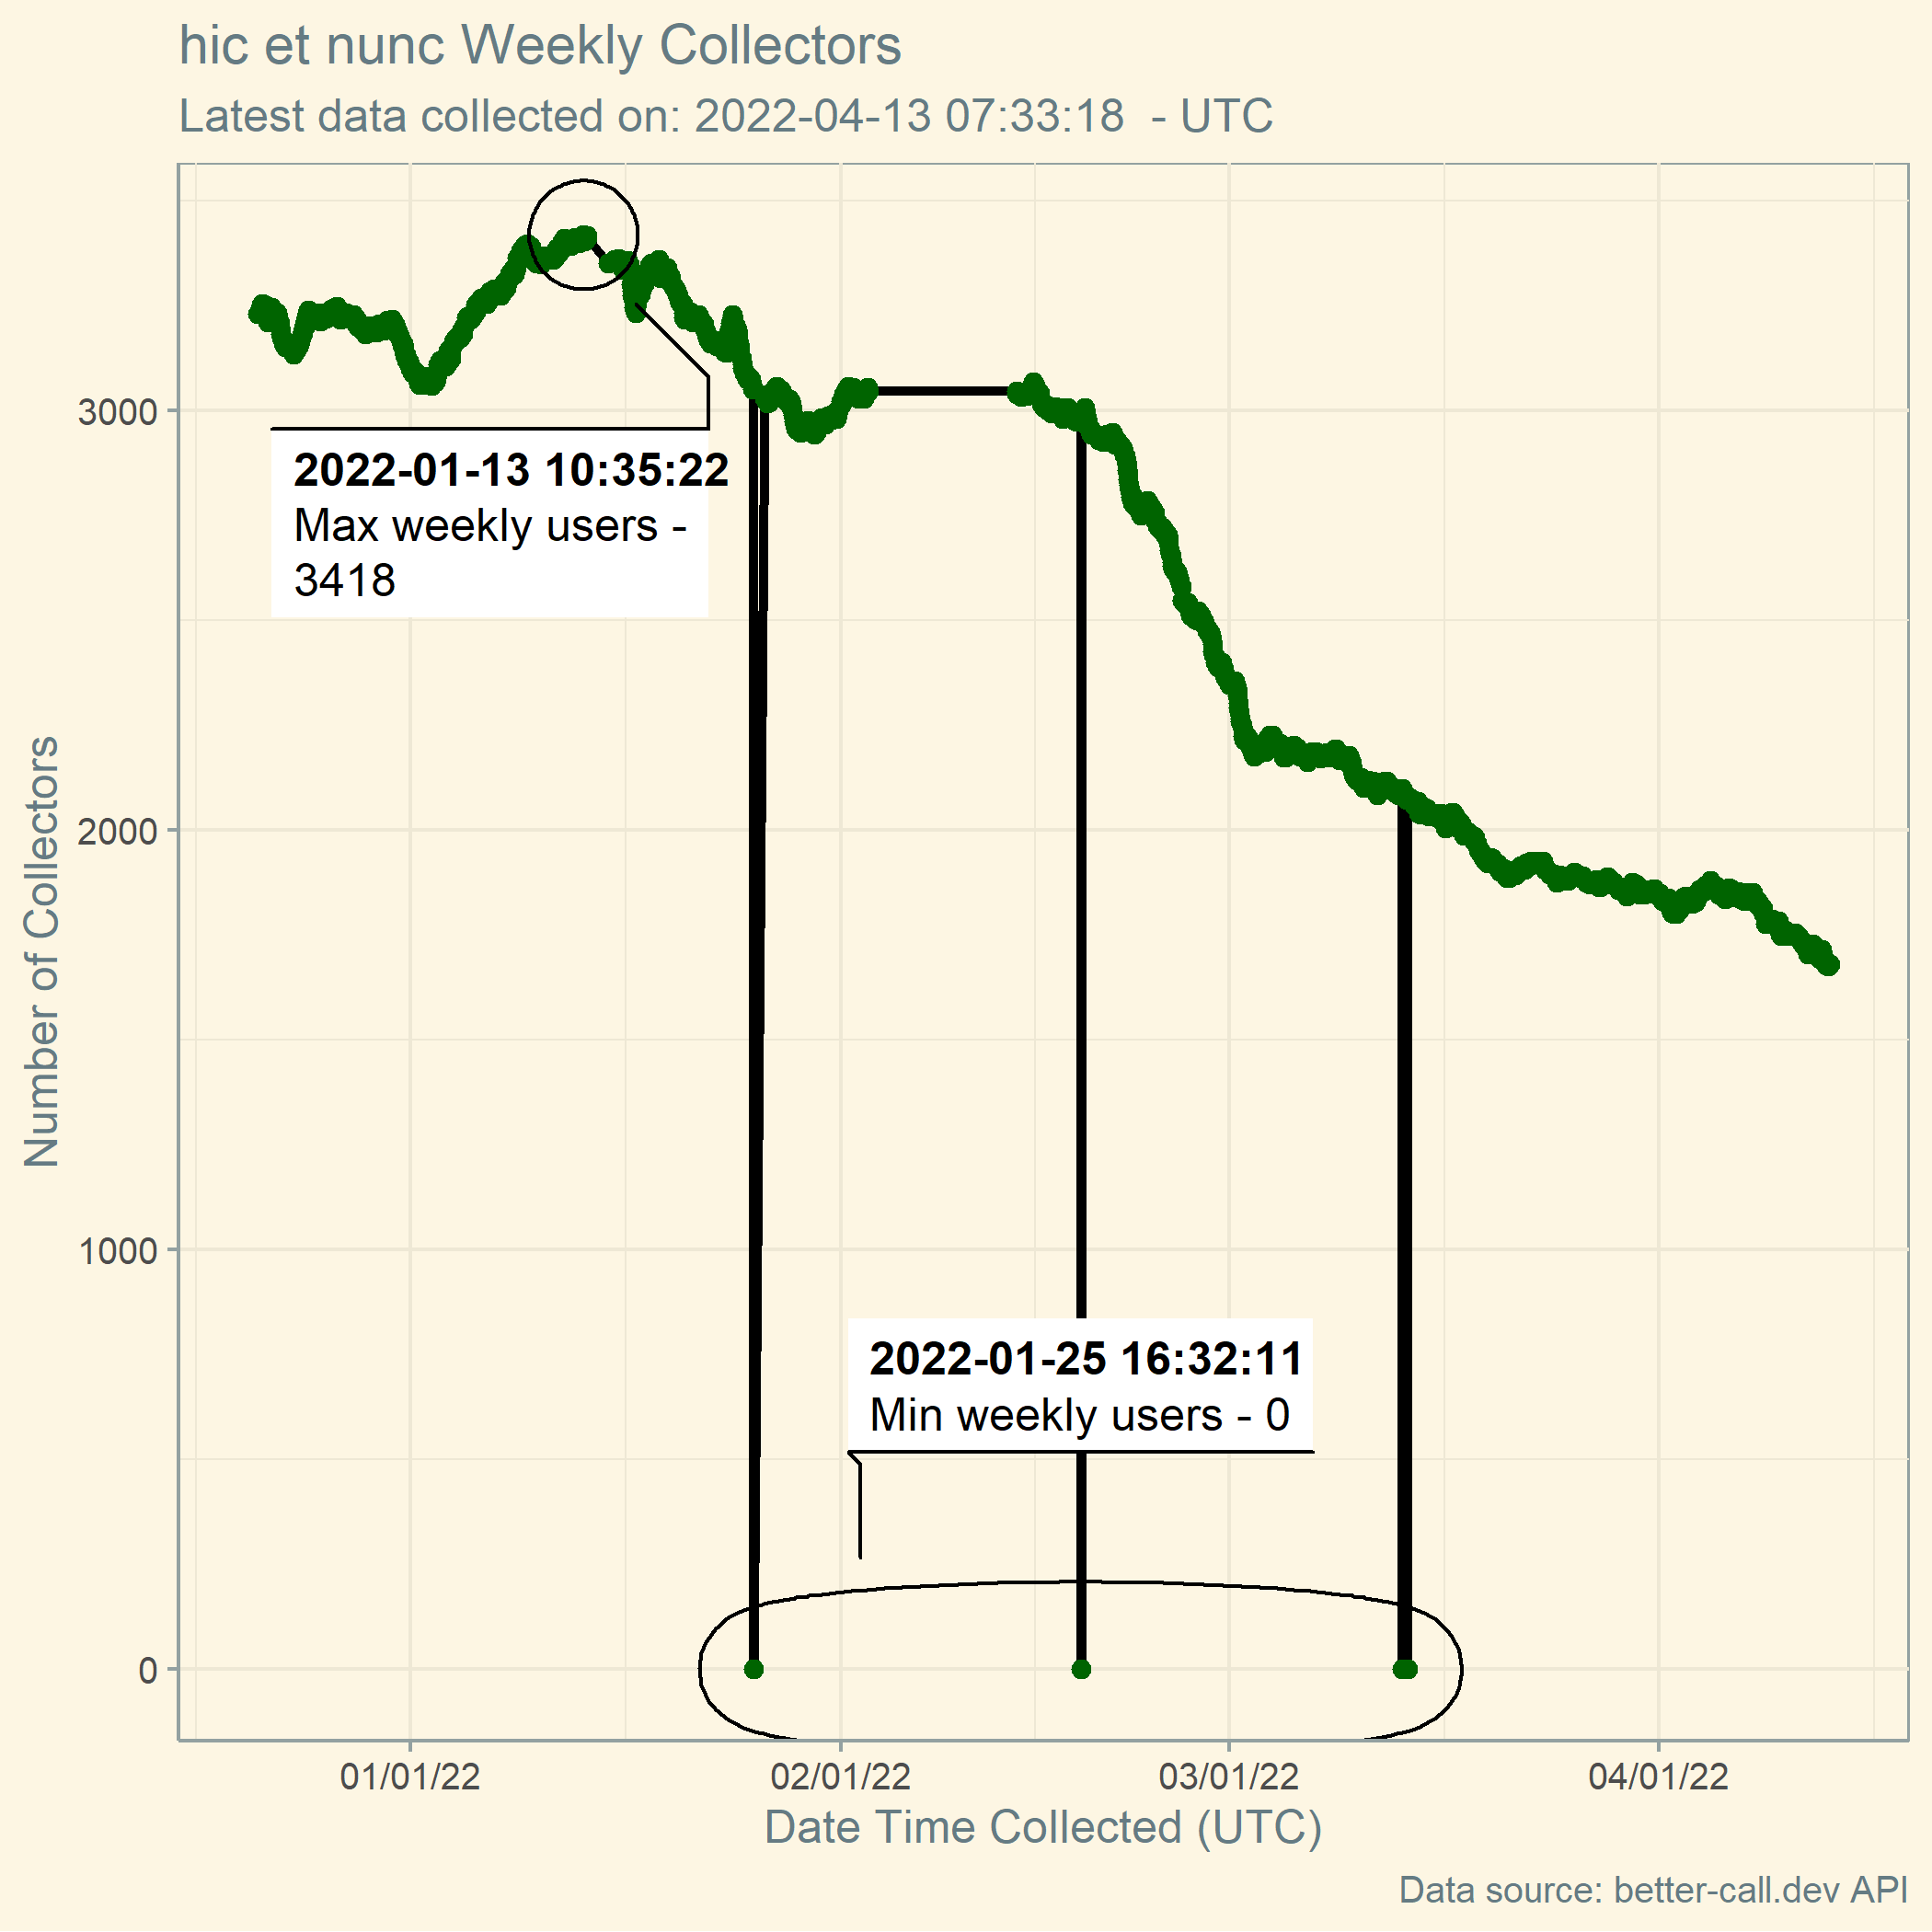 hic et nunc Weekly Collectors
Latest data collected on: 2022-04-13 07:33:18  - UTC
Number of Collectors
3000
2000
1000
0
2022-01-13 10:35:22
Max weekly users -
3418
2022-01-25 16:32:11
Min weekly users - 0
01/01/22 02/01/22 03/01/22 04/01/22
Date Time Collected (UTC)
Data source: better-call.dev API